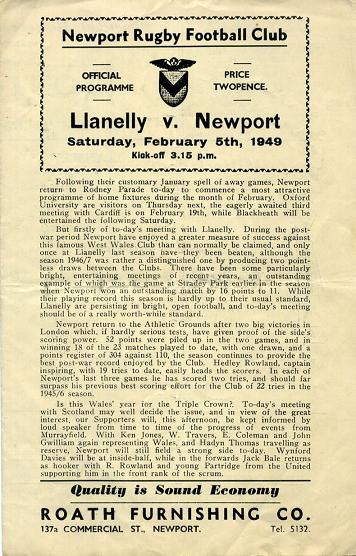 Newport Rugby Football Club
OFFICIAL
PROGRAMME
PRICE
TWOPENCE.
Llanelly v. Newport
Saturday, February 5th, 1949
Kick-off 3.15 p.m.
Following their customary January spell of away games, Newport
return to Rodney Parade to-day to commence a most attractive
programme of home fixtures during the month of February. Oxford
University are visitors on Thursday next, the eagerly awaited third
meeting with Cardiff is on February 19th, while Blackheath will be
entertained the following Saturday.
But firstly of to-day's meeting with Llanelly. During the post-
war period Newport have enjoyed a greater measure of success against
this famous West Wales Club than can normally be claimed, and only
once at Llanelly last season have they been beaten, although the
season 1946/7 was rather a distinguished one by producing two point-
less draws between the Clubs. There have been some particularly
bright, entertaining meetings of recent years, an outstanding
example of which was the game at Stradey Park earlier in the season
when Newport won an outstanding match by 16 points to 11. While
their playing record this season is hardly up to their usual standard,
Llanelly are persisting in bright, open football, and to-day's meeting
should be of a really worth-while standard.
Newport return to the Athletic Grounds after two big victories in
London which, if hardly serious tests, have given proof of the side's
scoring power. 52 points were piled up in the two games, and in
winning 18 of the 23 matches played to date, with one drawn, and a
points register of 304 against 110, the season continues to provide the
best post-war record enjoyed by the Club. Hedley Rowland, captain
inspiring, with 19 tries to date, easily heads the scorers. In each of
Newport's last three games he has scored two tries, and should far
surpass his previous best scoring effort for the Club of 22 tries in the
1945/6 season.
Is this Wales' year for the Triple Crown?. To-day's meeting
with Scotland may well decide the issue, and in view of the great
interest, our Supporters will, this afternoon, be kept informed by
loud speaker from time to time of the progress of events from
Murrayfield. With Ken Jones, W. Travers, E. Coleman and John
Gwilliam again representing Wales, and Hadyn Thomas travelling as
reserve, Newport will still field a strong side to-day. Wynford
Davies will be at inside-half, while in the forwards Jack Bale returns
as hooker with R. Rowland and young Partridge from the United
supporting him in the front rank of the scrum.
Quality is Sound Economy
ROATH FURNISHING CO.
137a COMMERCIAL ST., NEWPORT. Tel. 5132.